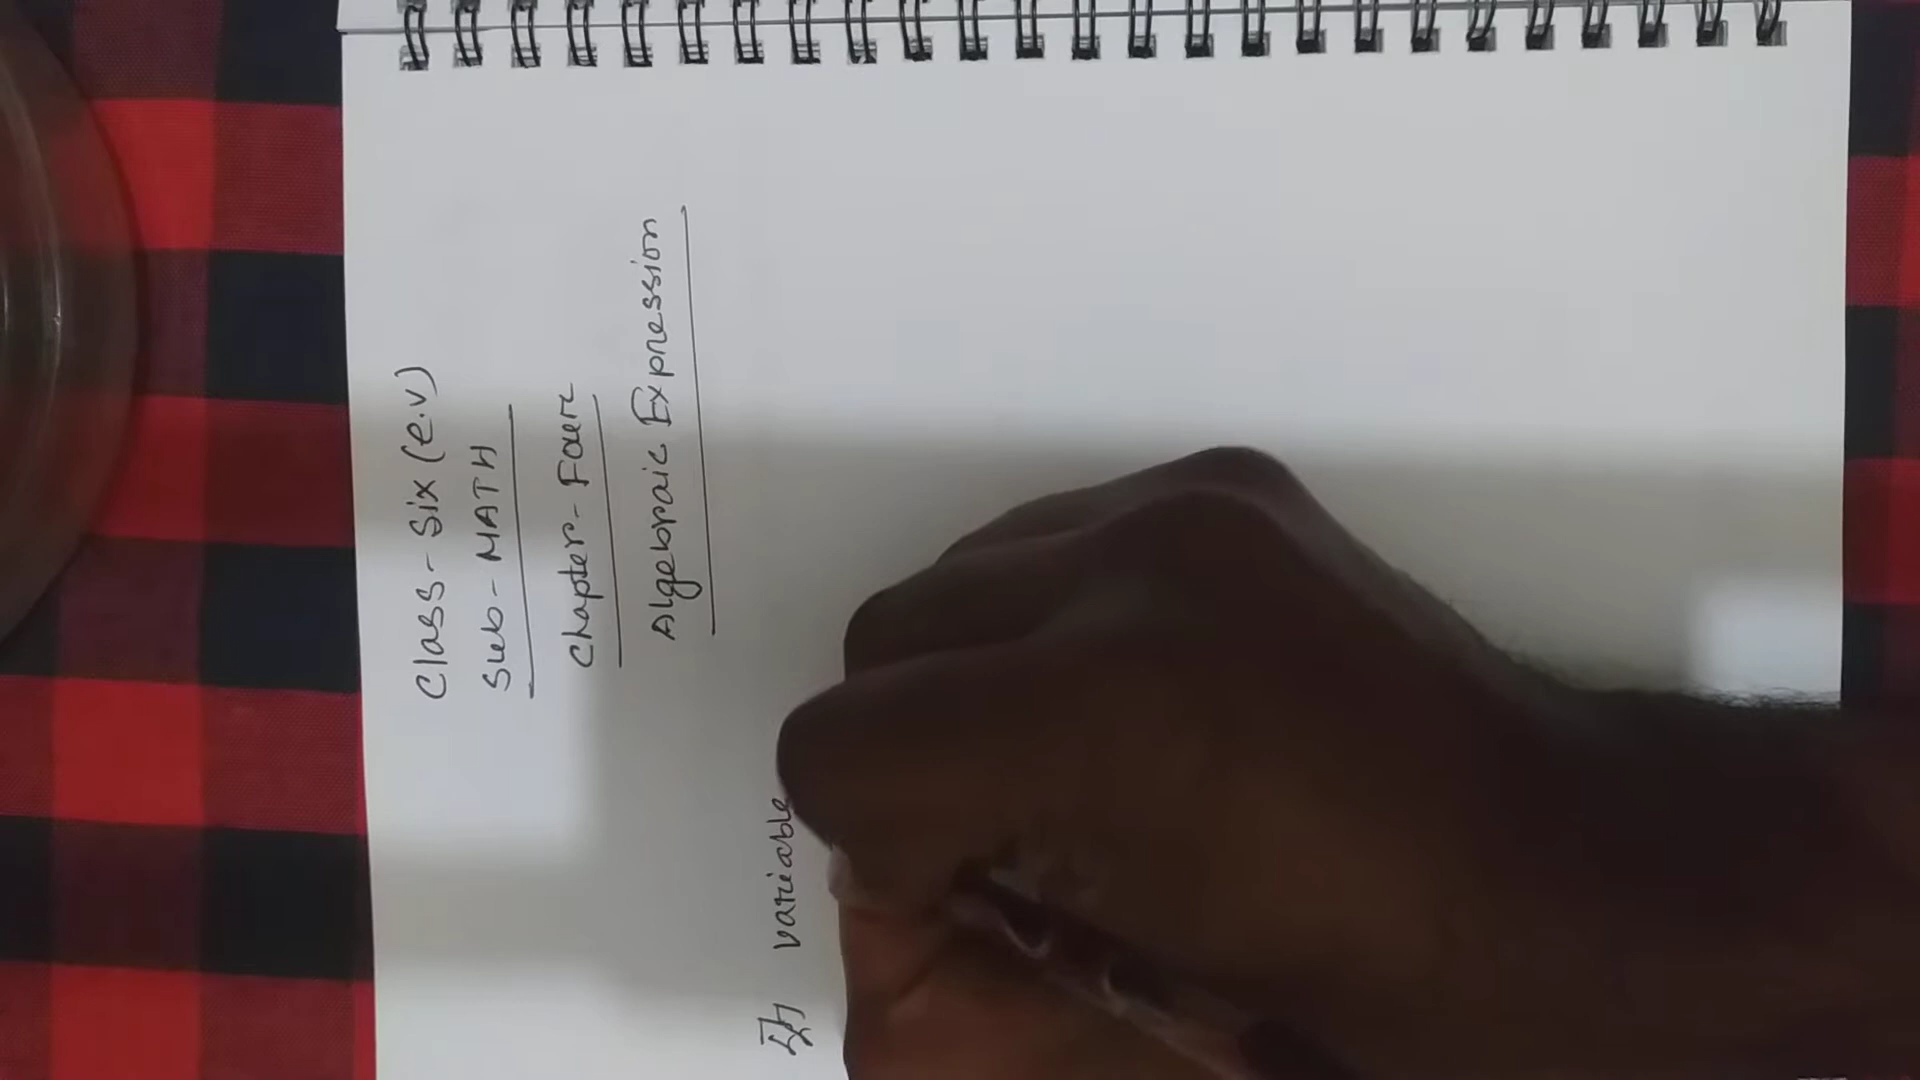 Class - Six (e.v)
Sub - MATH
Chapter - Four
Algebraic Expression
variable